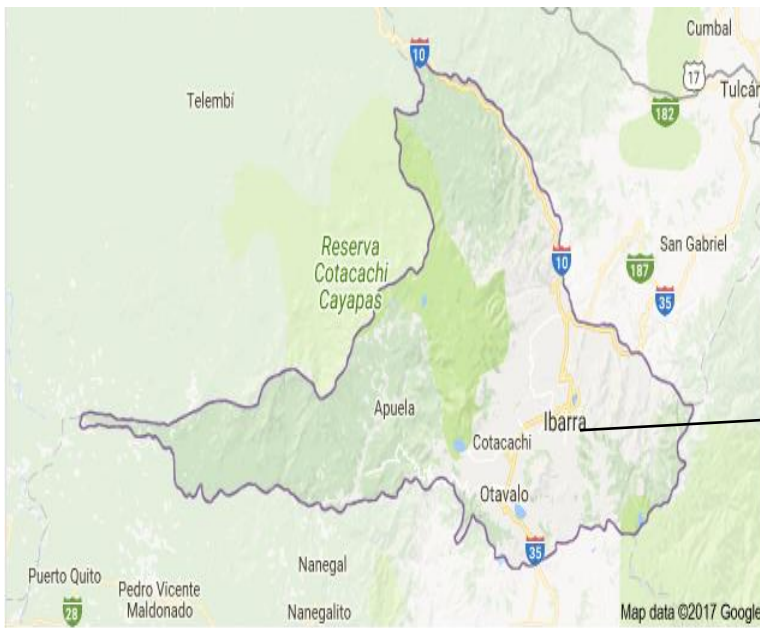 Cumbal
10
17
Telembí
Tulcán
182
Reserva
Cotacachi
Cayapas
San Gabriel
10
187
35
Apuela
Ibarra
Cotacachi
Otavalo
35
Nanegal
Puerto Quito
Pedro Vicente
Maldonado
28
Nanegalito
Map data ©2017 Google